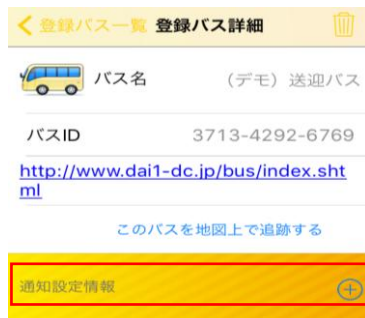 登録バス一覧 登録バス詳細
バス名 （デモ）送迎バス
バスID 3713-4292-6769
http://www.dai1-dc.jp/bus/index.sht
ml
このバスを地図上で追跡する
通知設定情報